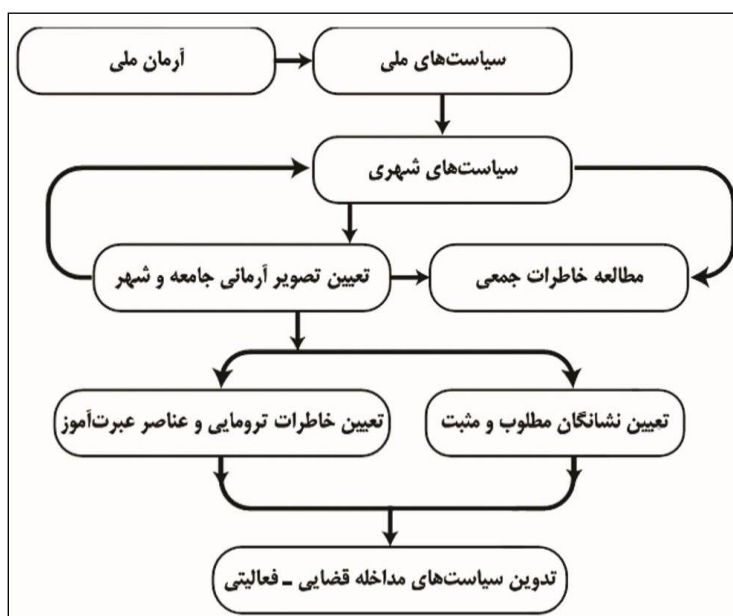 آرمان ملی
سیاست‌های ملی
سیاست‌های شهری
تعیین تصویر آرمانی جامعه و شهر
مطالعه خاطرات جمعی
تعیین نشانگان مطلوب و مثبت
تعیین خاطرات ترومایی و عناصر عبرت‌آموز
تدوین سیاست‌های مداخله قضایی ـ فعالیتی